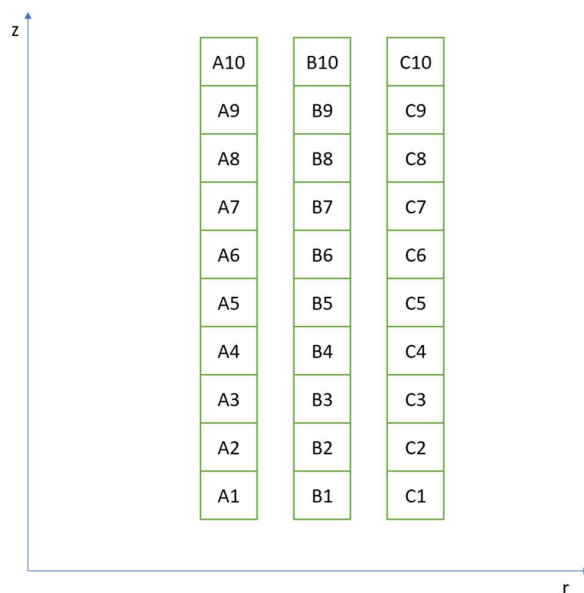 z
A10 B10 C10
A9 B9 C9
A8 B8 C8
A7 B7 C7
A6 B6 C6
A5 B5 C5
A4 B4 C4
A3 B3 C3
A2 B2 C2
A1 B1 C1
r